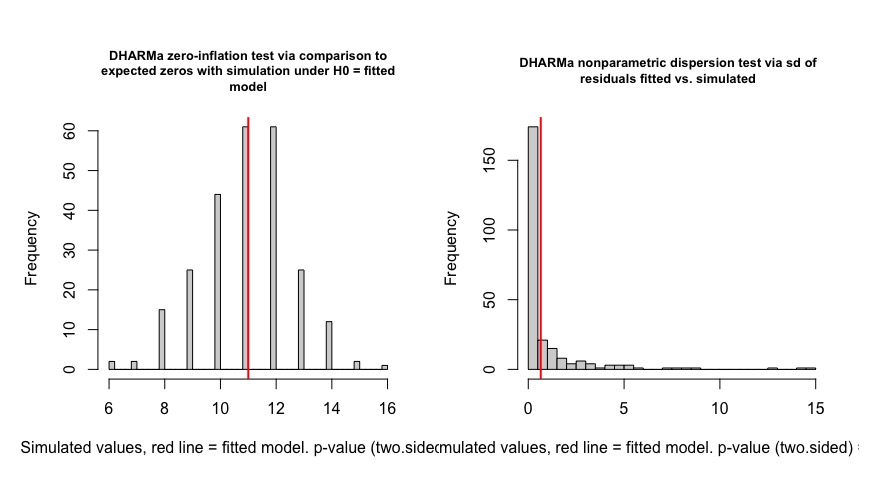 DHARMa zero-inflation test via comparison to
expected zeros with simulation under H0 = fitted
model
Frequency
0
10
20
30
40
50
60
6 8 10 12 14 16
Simulated values, red line = fitted model. p-value
DHARMa nonparametric dispersion test via sd of
residuals fitted vs. simulated
Frequency
0
50
100
150
0 5 10 15
values, red line = fitted model. p-value (two.sided)